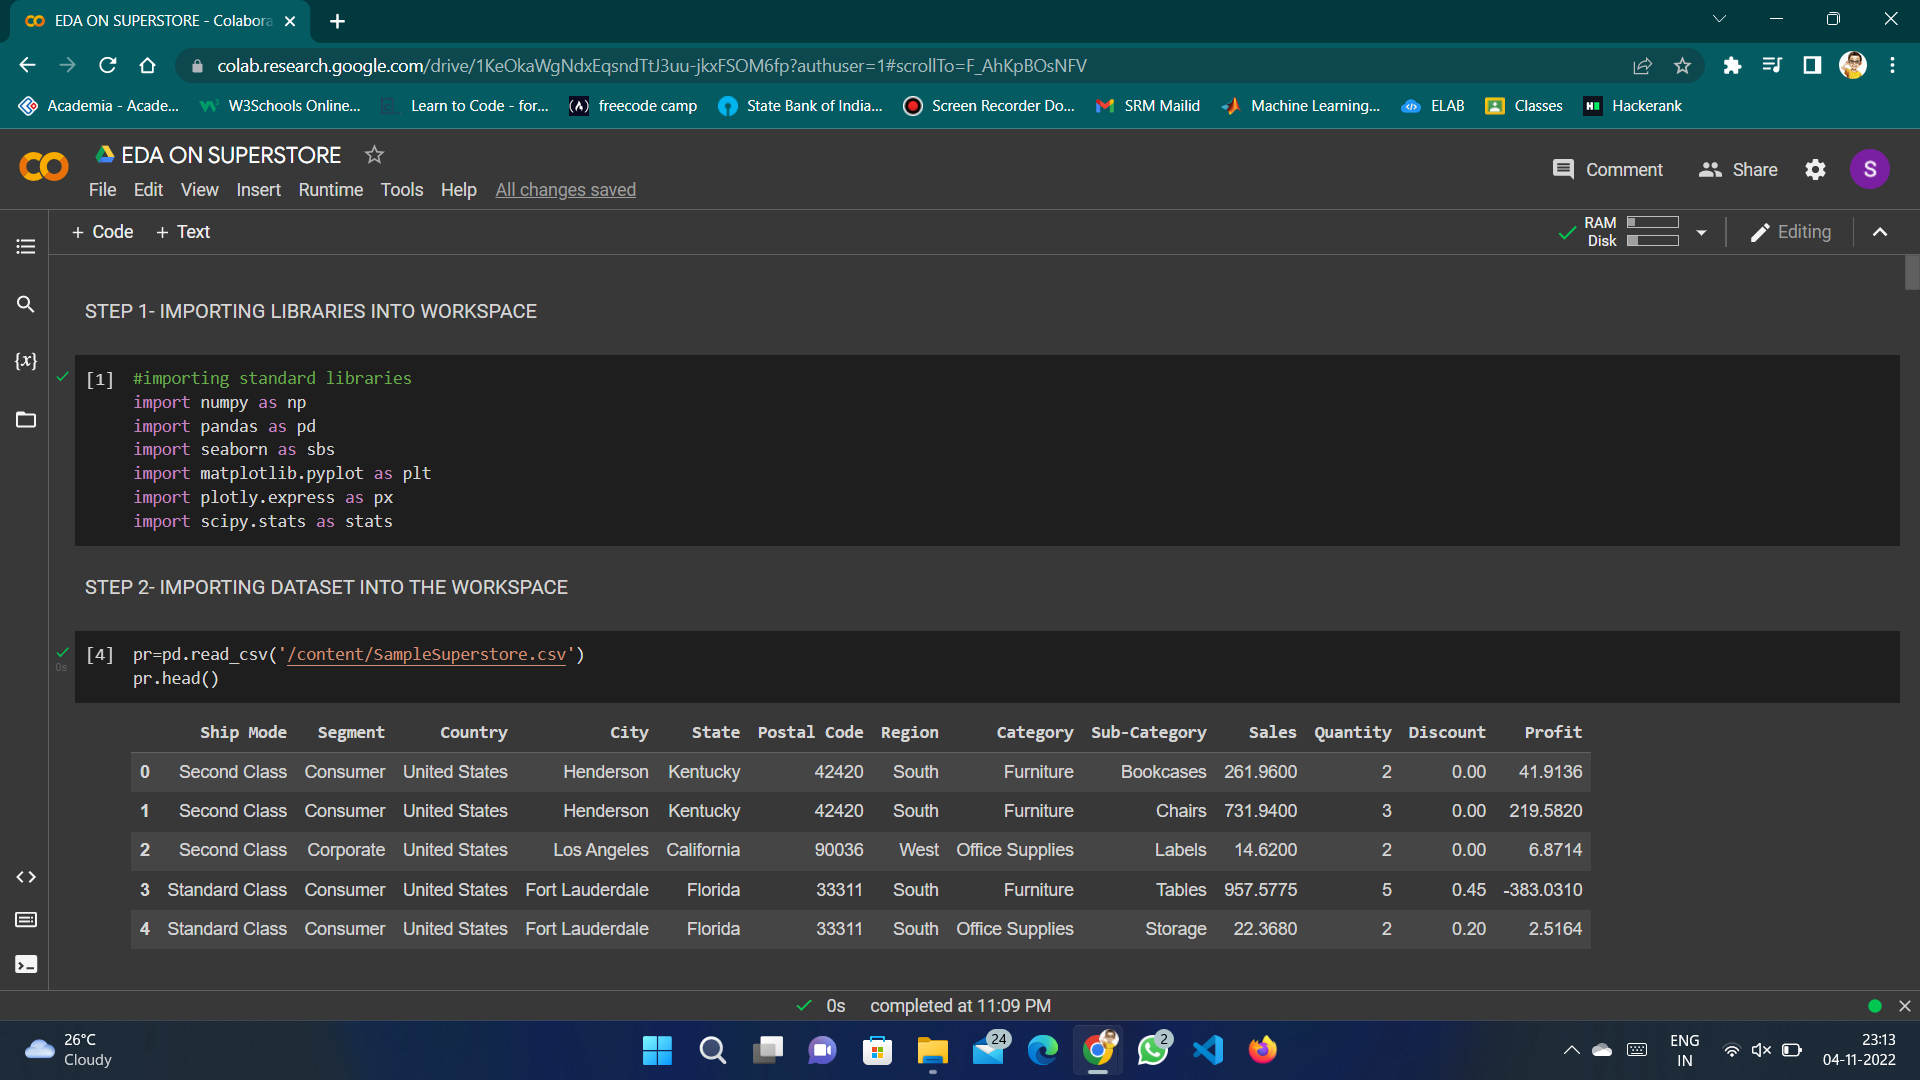 EDA ON SUPERSTORE - Colabora
colab.research.google.com/drive/1KeOkaWgNdxEqsndTtJ3uu-jkxFSOM6fp?authuser=1#scrollTo=F_AhKpBOsNFV
Academia - Acade... W3Schools Online... Learn to Code - for... freecode camp State Bank of India... Screen Recorder Do... SRM Mailid Machine Learning... ELAB Classes Hackerank
EDA ON SUPERSTORE
Comment Share S
File Edit View Insert Runtime Tools Help All changes saved
+ Code + Text
RAM
Disk
Editing
STEP 1- IMPORTING LIBRARIES INTO WORKSPACE
{x}
[1] #importing standard libraries
import numpy as np
import pandas as pd
import seaborn as sbs
import matplotlib.pyplot as plt
import plotly.express as px
import scipy.stats as stats
STEP 2- IMPORTING DATASET INTO THE WORKSPACE
0s
[4] pr=pd.read_csv('/content/SampleSuperstore.csv')
pr.head()
Ship Mode Segment Country City State Postal Code Region Category Sub-Category Sales Quantity Discount Profit
0 Second Class Consumer United States Henderson Kentucky 42420 South Furniture Bookcases 261.9600 2 0.00 41.9136
1 Second Class Consumer United States Henderson Kentucky 42420 South Furniture Chairs 731.9400 3 0.00 219.5820
2 Second Class Corporate United States Los Angeles California 90036 West Office Supplies Labels 14.6200 2 0.00 6.8714
3 Standard Class Consumer United States Fort Lauderdale Florida 33311 South Furniture Tables 957.5775 5 0.45 -383.0310
4 Standard Class Consumer United States Fort Lauderdale Florida 33311 South Office Supplies Storage 22.3680 2 0.20 2.5164
0s completed at 11:09 PM
26°C
Cloudy
24
2
ENG
IN
23:13
04-11-2022